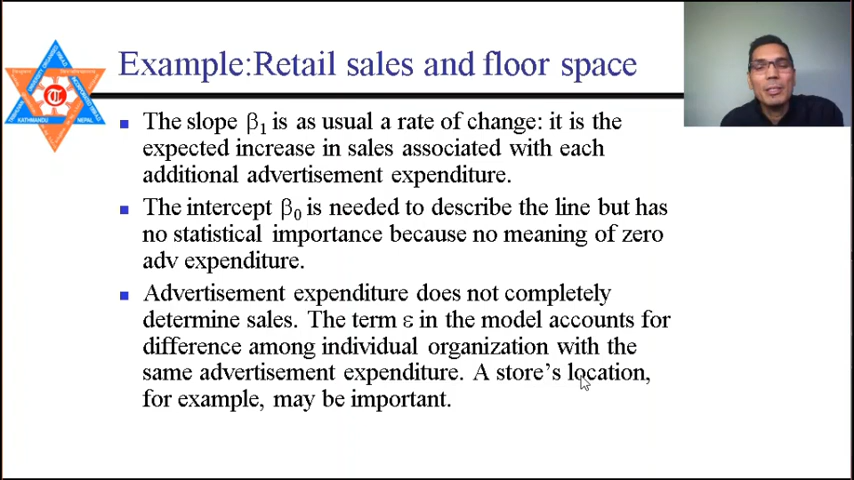 Example:Retail sales and floor space
The slope β1 is as usual a rate of change: it is the
expected increase in sales associated with each
additional advertisement expenditure.
The intercept β0 is needed to describe the line but has
no statistical importance because no meaning of zero
adv expenditure.
Advertisement expenditure does not completely
determine sales. The term ε in the model accounts for
difference among individual organization with the
same advertisement expenditure. A store's location,
for example, may be important.
KATHMANDU
NEPAL